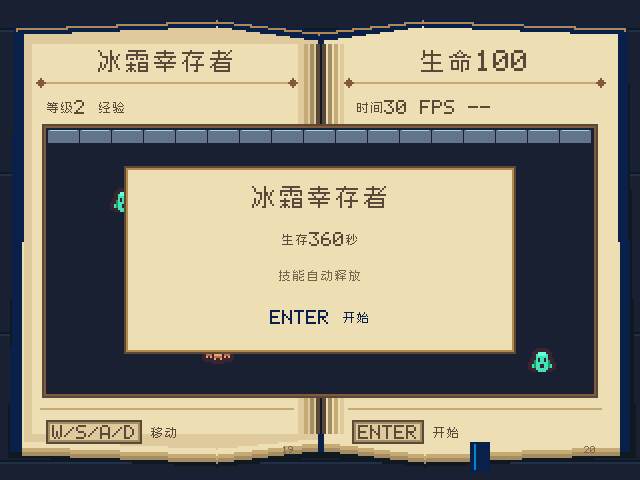 冰霜幸存者
生命100
等级2 经验
时间30 FPS --
冰霜幸存者
生存360秒
技能自动释放
ENTER 开始
W/S/A/D 移动
ENTER 开始
19
20